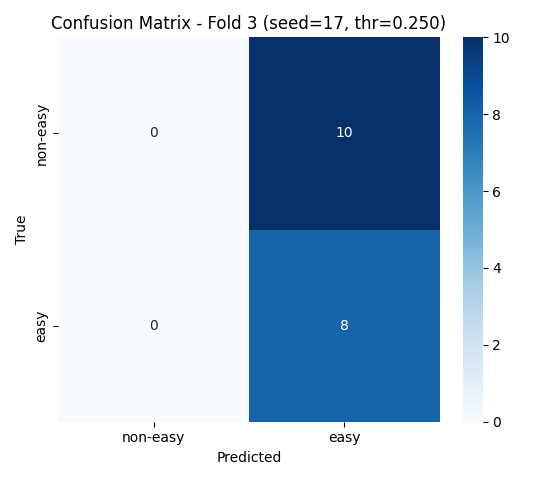 Confusion Matrix - Fold 3 (seed=17, thr=0.250)
True
non-easy
easy
0
10
0
8
non-easy
easy
Predicted
10
8
6
4
2
0